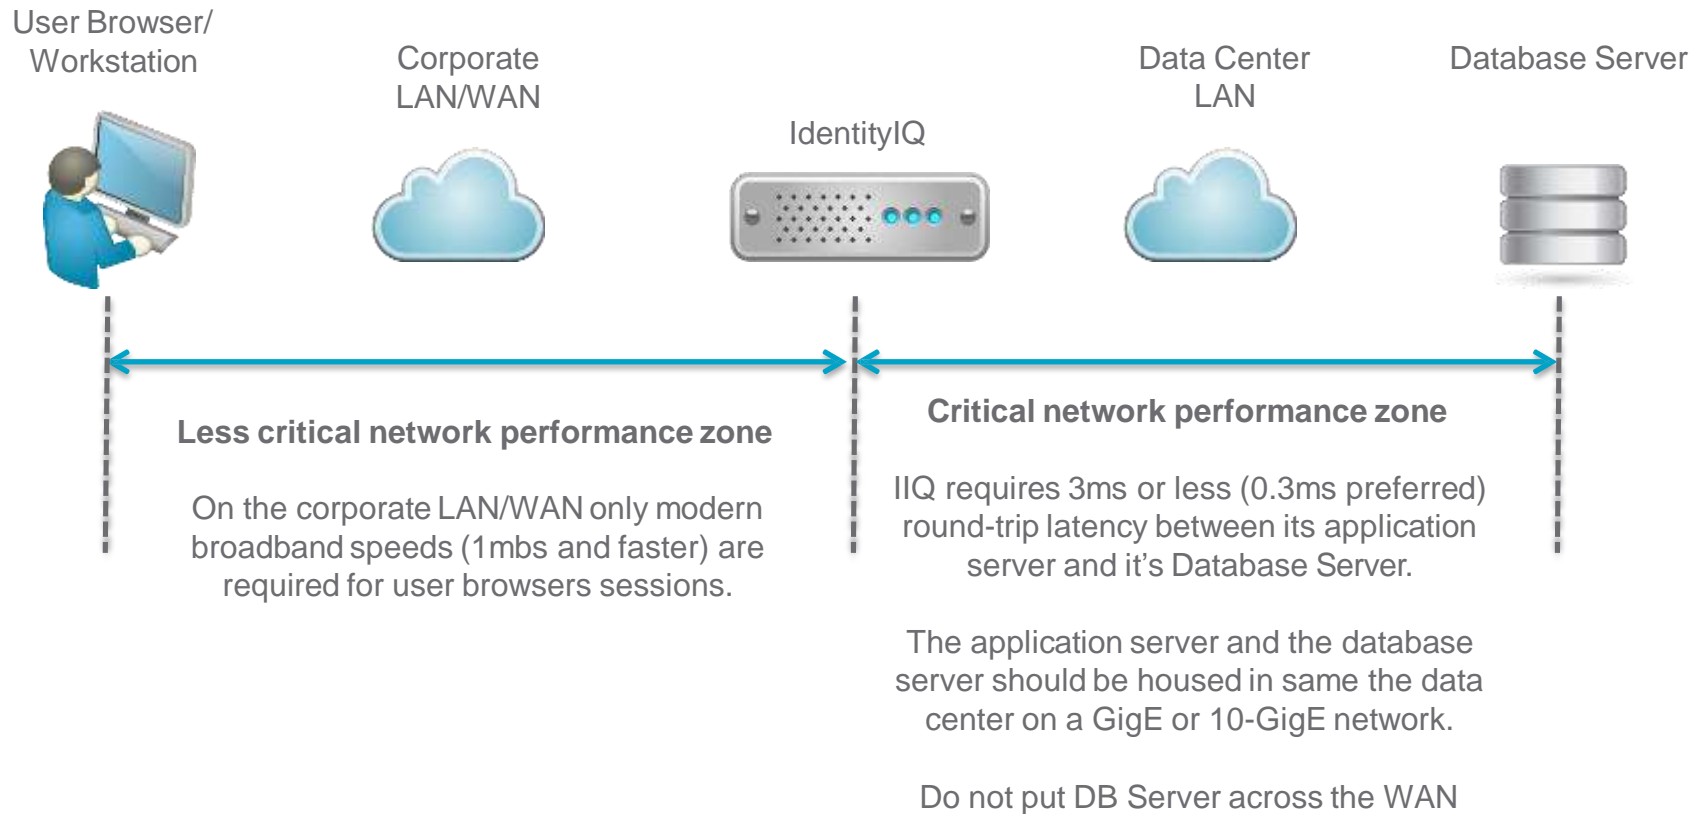 User Browser/
Workstation
Corporate
LAN/WAN
IdentityIQ
Data Center
LAN
Database Server
Less critical network performance zone
On the corporate LAN/WAN only modern
broadband speeds (1mbs and faster) are
required for user browsers sessions.
Critical network performance zone
IIQ requires 3ms or less (0.3ms preferred)
round-trip latency between its application
server and it's Database Server.
The application server and the database
server should be housed in same the data
center on a GigE or 10-GigE network.
Do not put DB Server across the WAN